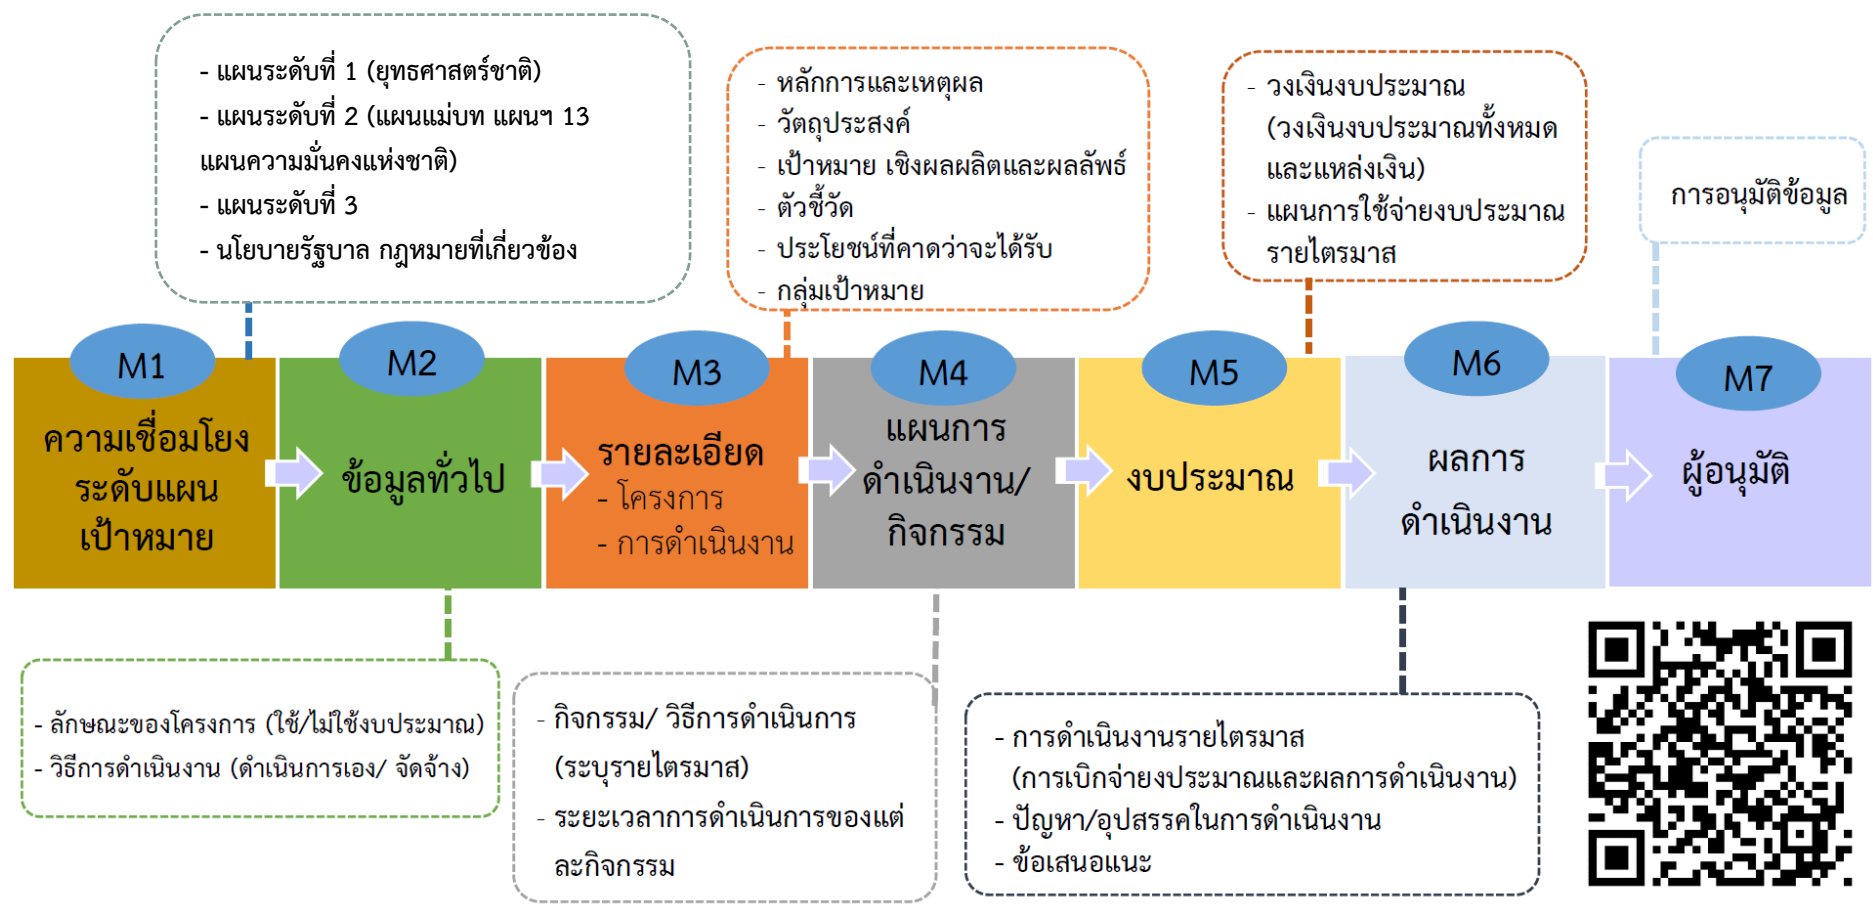 - แผนระดับที่ 1 (ยุทธศาสตร์ชาติ)
- แผนระดับที่ 2 (แผนแม่บท แผนฯ 13
แผนความมั่นคงแห่งชาติ)
- แผนระดับที่ 3
- นโยบายรัฐบาล กฎหมายที่เกี่ยวข้อง
- หลักการและเหตุผล
- วัตถุประสงค์
- เป้าหมาย เชิงผลผลิตและผลลัพธ์
- ตัวชี้วัด
- ประโยชน์ที่คาดว่าจะได้รับ
- กลุ่มเป้าหมาย
- วงเงินงบประมาณ
(วงเงินงบประมาณทั้งหมด
และแหล่งเงิน)
- แผนการใช้จ่ายงบประมาณ
รายไตรมาส
การอนุมัติข้อมูล
M1
ความเชื่อมโยง
ระดับแผน
เป้าหมาย
M2
ข้อมูลทั่วไป
M3
รายละเอียด
- โครงการ
- การดำเนินงาน
M4
แผนการ
ดำเนินงาน/
กิจกรรม
M5
งบประมาณ
M6
ผลการ
ดำเนินงาน
M7
ผู้อนุมัติ
- ลักษณะของโครงการ (ใช้/ไม่ใช้งบประมาณ)
- วิธีการดำเนินงาน (ดำเนินการเอง/ จัดจ้าง)
- กิจกรรม/ วิธีการดำเนินการ
(ระบุรายไตรมาส)
- ระยะเวลาการดำเนินการของแต่
ละกิจกรรม
- การดำเนินงานรายไตรมาส
(การเบิกจ่ายงประมาณและผลการดำเนินงาน)
- ปัญหา/อุปสรรคในการดำเนินงาน
- ข้อเสนอแนะ